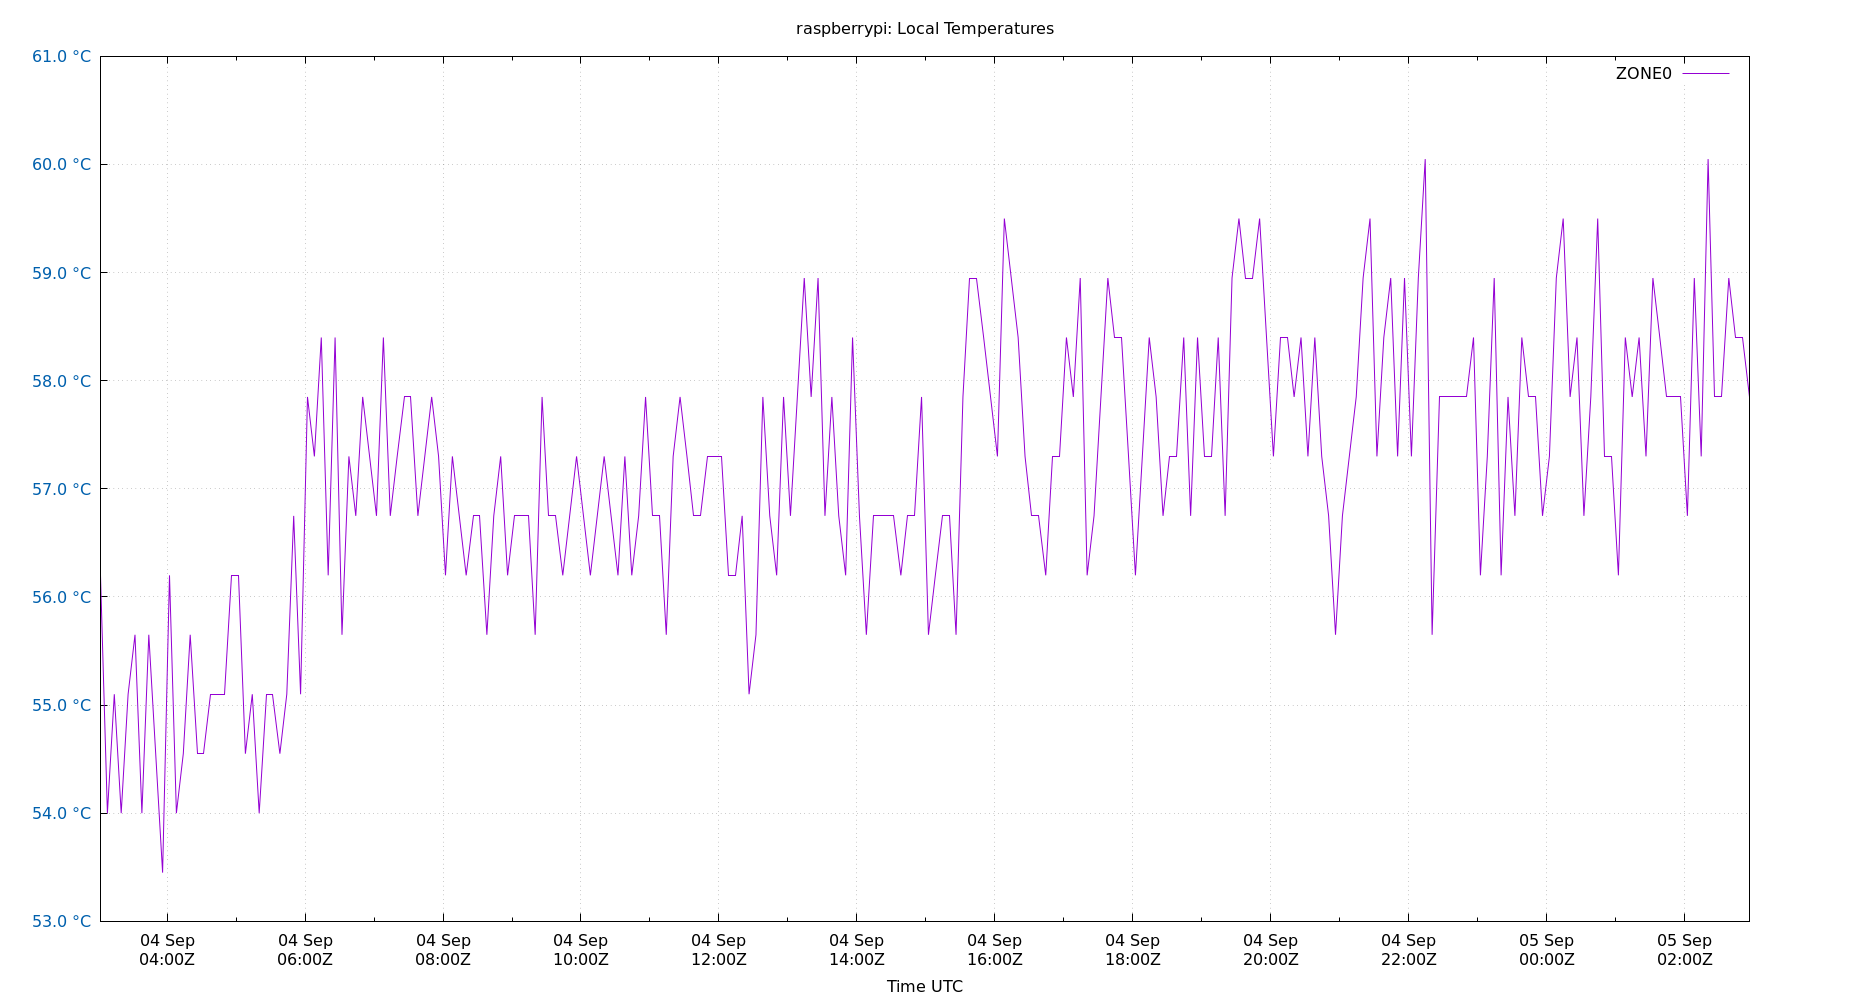 raspberrypi: Local Temperatures
61.0 °C
60.0 °C
59.0 °C
58.0 °C
57.0 °C
56.0 °C
55.0 °C
54.0 °C
53.0 °C
ZONE0
04 Sep 04 Sep 04 Sep 04 Sep 04 Sep 04 Sep 04 Sep 04 Sep 04 Sep 04 Sep 05 Sep 05 Sep
04:00Z 06:00Z 08:00Z 10:00Z 12:00Z 14:00Z 16:00Z 18:00Z 20:00Z 22:00Z 00:00Z 02:00Z
Time UTC